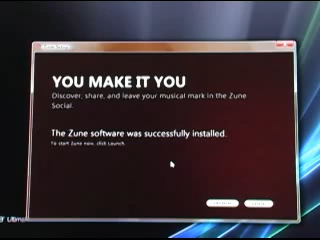 YOU MAKE IT YOU
Discover, share, and leave your musical mark in the Zune
Social.
The Zune software was successfully installed.
To start Zune now, click Launch.
Ultima